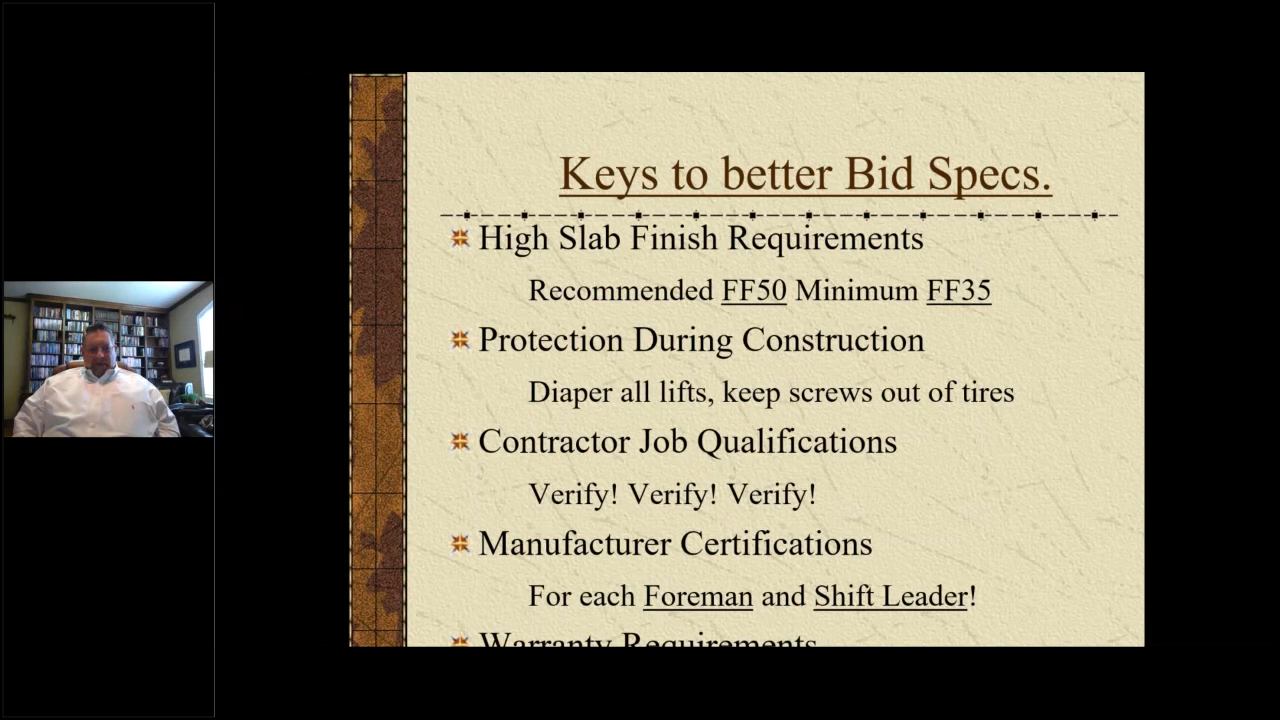 Keys to better Bid Specs.
High Slab Finish Requirements
Recommended FF50 Minimum FF35
Protection During Construction
Diaper all lifts, keep screws out of tires
Contractor Job Qualifications
Verify! Verify! Verify!
Manufacturer Certifications
For each Foreman and Shift Leader!
Warranty Requirements